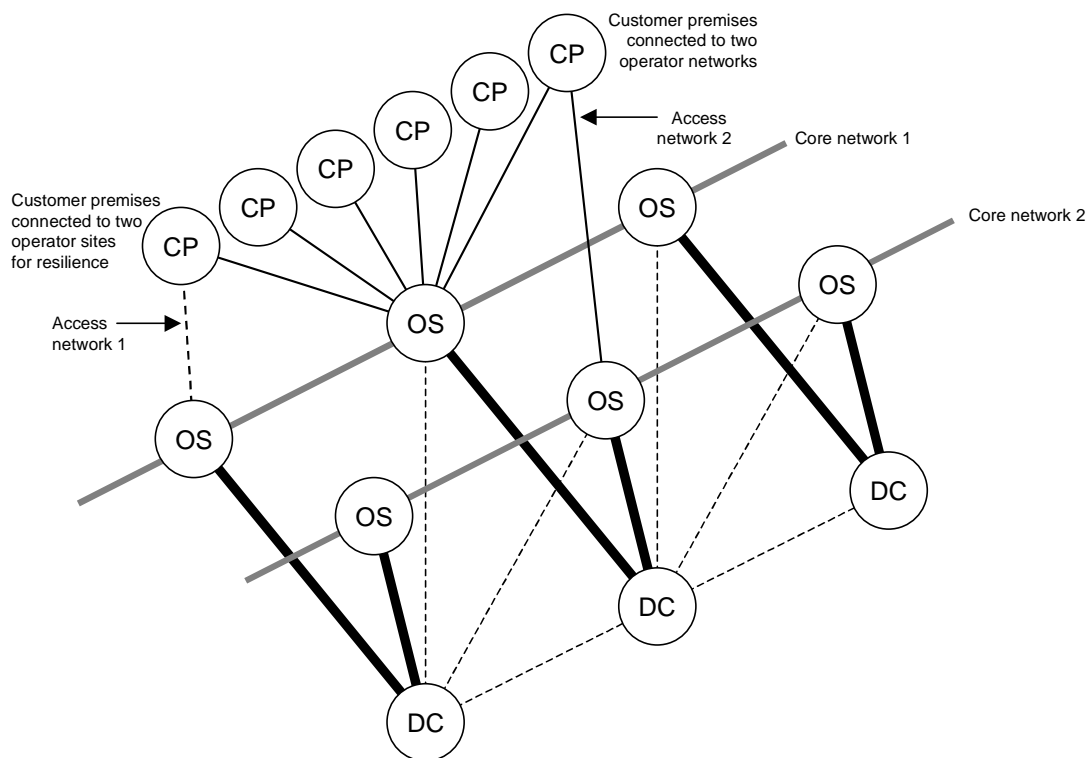 Customer premises
connected to two
operator networks
CP
CP
CP
CP
CP
CP
Access
network 2
Core network 1
Core network 2
Customer premises
connected to two
operator sites
for resilience
Access
network 1
OS
OS
OS
OS
OS
OS
DC
DC
DC